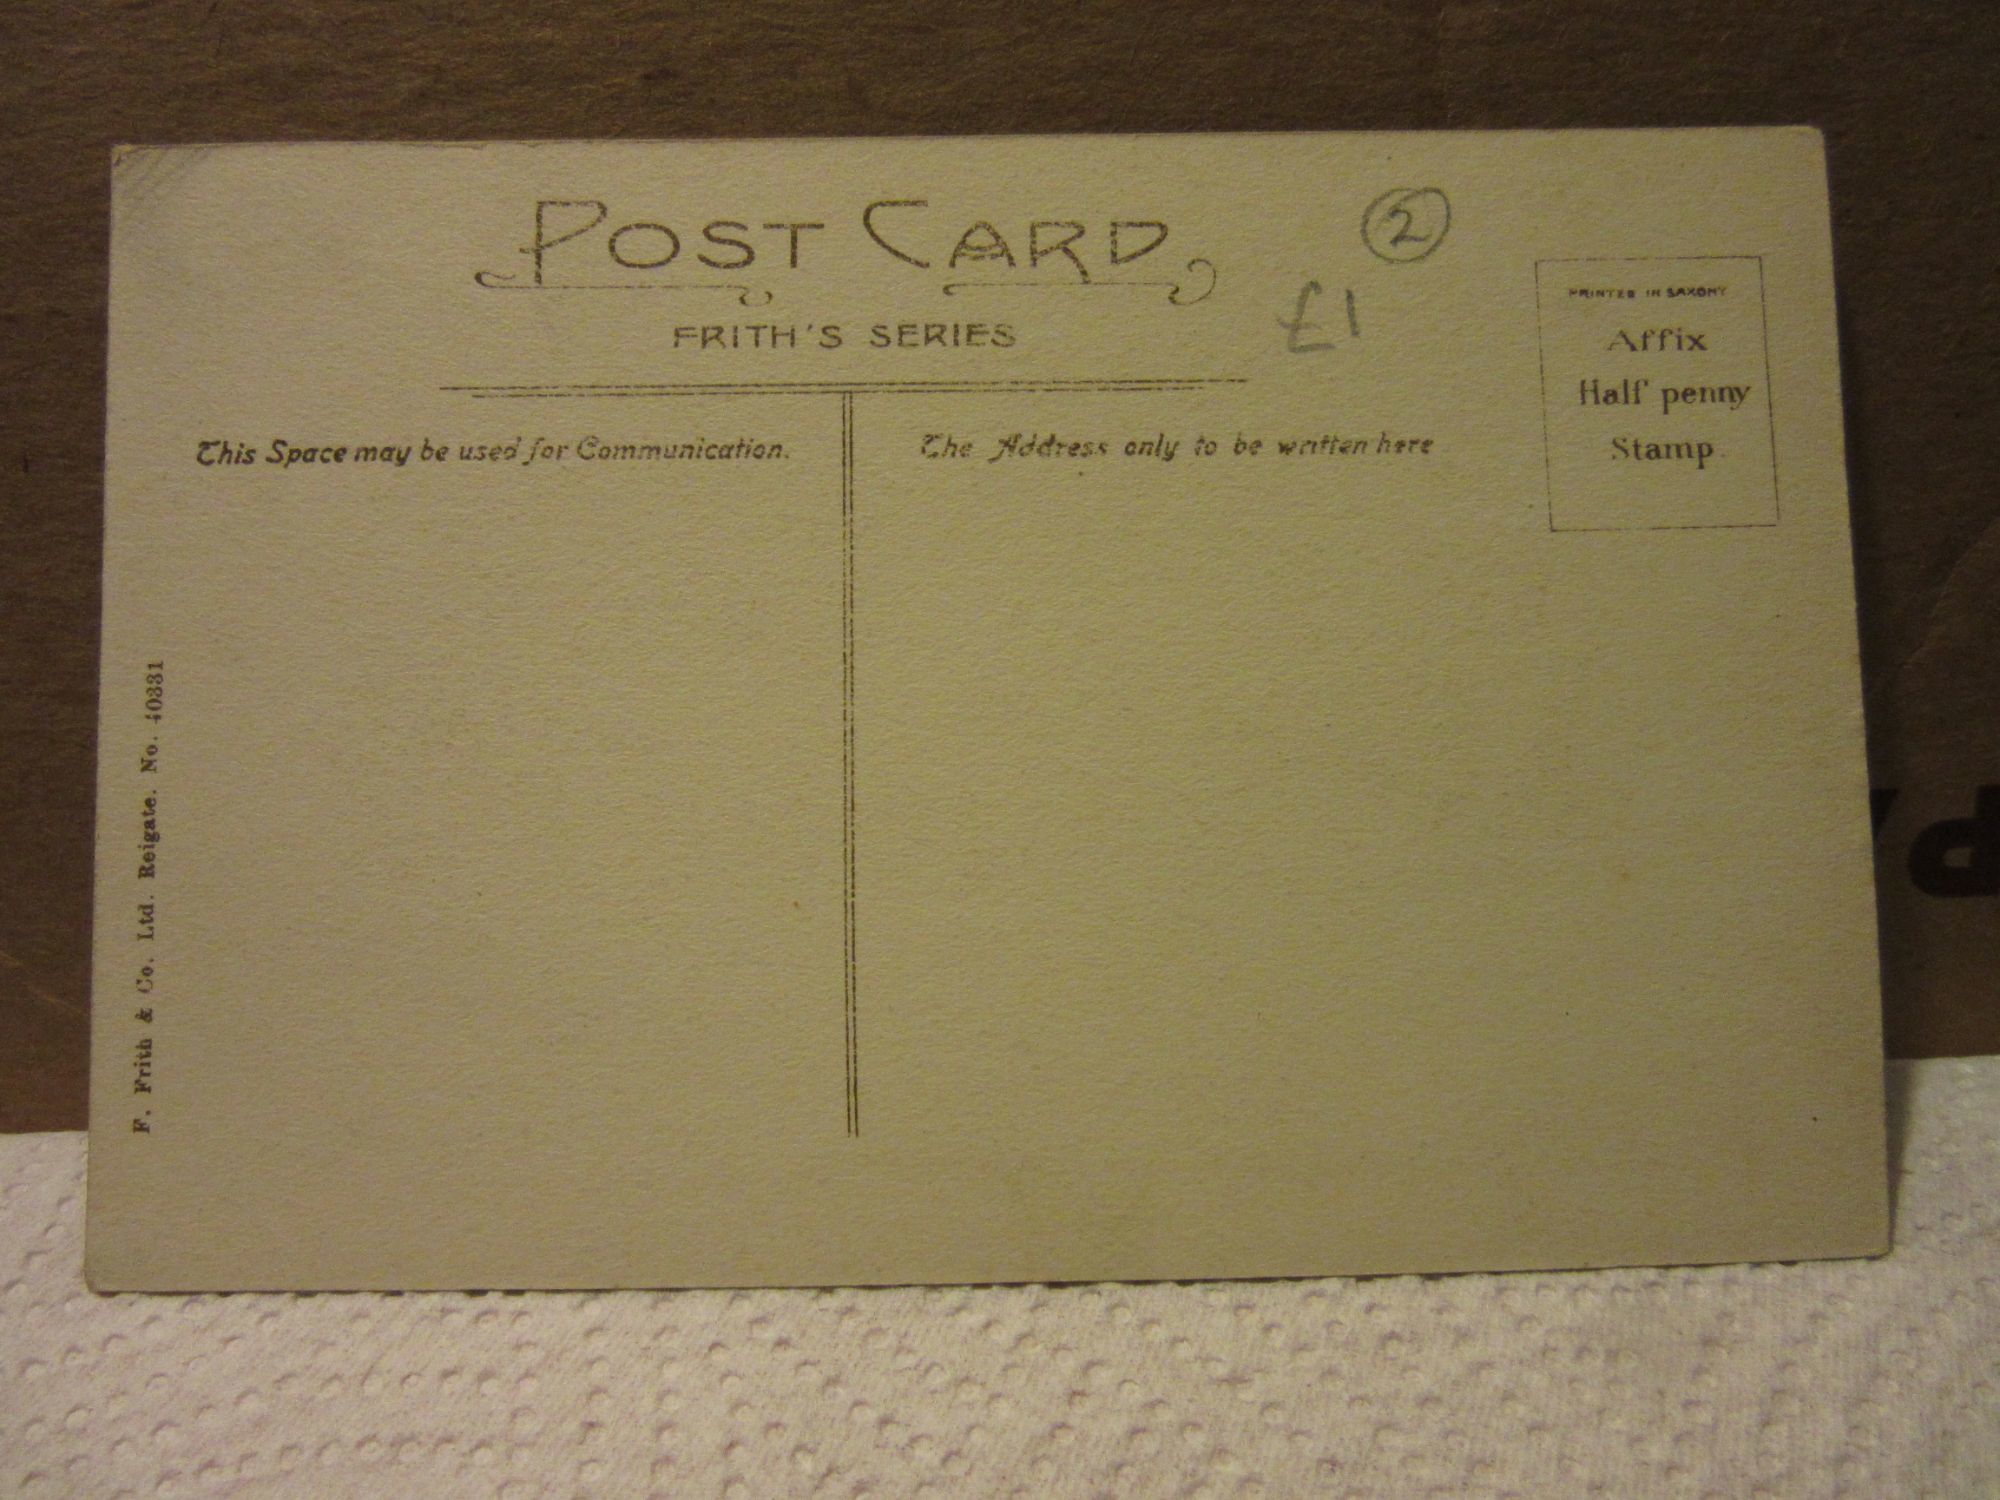 POST CARD
FRITH'S SERIES
£1
2
PRINTED IN SAXONY
Affix
Half penny
Stamp
This Space may be used for Communication.
The Address only to be written here
F. Frith & Co. Ltd. Reigate. No. 40331